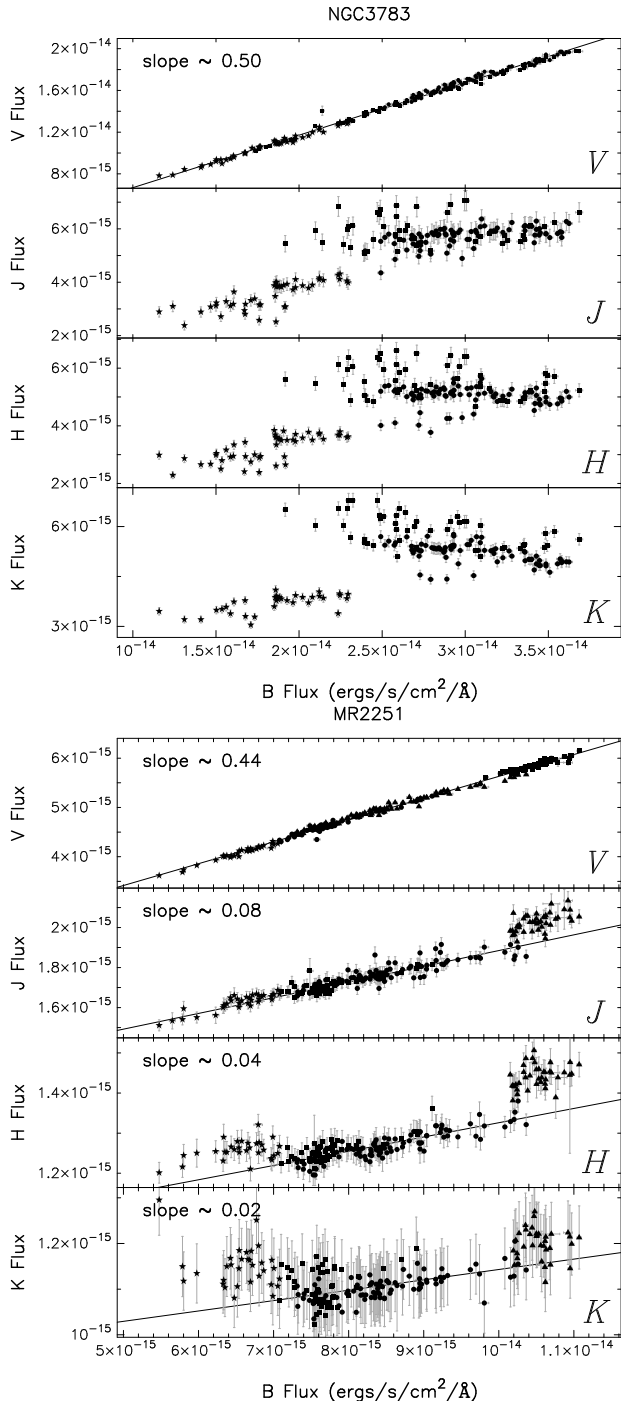 NGC3783
slope ~ 0.50
V Flux
2×10⁻¹⁴
1.6×10⁻¹⁴
1.2×10⁻¹⁴
8×10⁻¹⁵
V
J Flux
6×10⁻¹⁵
4×10⁻¹⁵
2×10⁻¹⁵
J
H Flux
6×10⁻¹⁵
4×10⁻¹⁵
2×10⁻¹⁵
H
K Flux
6×10⁻¹⁵
3×10⁻¹⁵
K
10⁻¹⁴ 1.5×10⁻¹⁴ 2×10⁻¹⁴ 2.5×10⁻¹⁴ 3×10⁻¹⁴ 3.5×10⁻¹⁴
B Flux (ergs/s/cm²/Å)
MR2251
slope ~ 0.44
V Flux
6×10⁻¹⁵
5×10⁻¹⁵
4×10⁻¹⁵
V
slope ~ 0.08
J Flux
2×10⁻¹⁵
1.8×10⁻¹⁵
1.6×10⁻¹⁵
J
slope ~ 0.04
H Flux
1.4×10⁻¹⁵
1.2×10⁻¹⁵
H
slope ~ 0.02
K Flux
1.2×10⁻¹⁵
10⁻¹⁵
K
5×10⁻¹⁵ 6×10⁻¹⁵ 7×10⁻¹⁵ 8×10⁻¹⁵ 9×10⁻¹⁵ 10⁻¹⁴ 1.1×10⁻¹⁴
B Flux (ergs/s/cm²/Å)